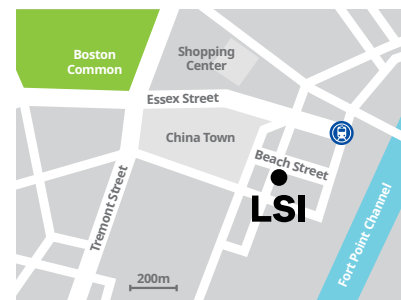 Boston
Common
Shopping
Center
Essex Street
China Town
Beach Street
LSI
Tremont Street
Fort Point Channel
200m